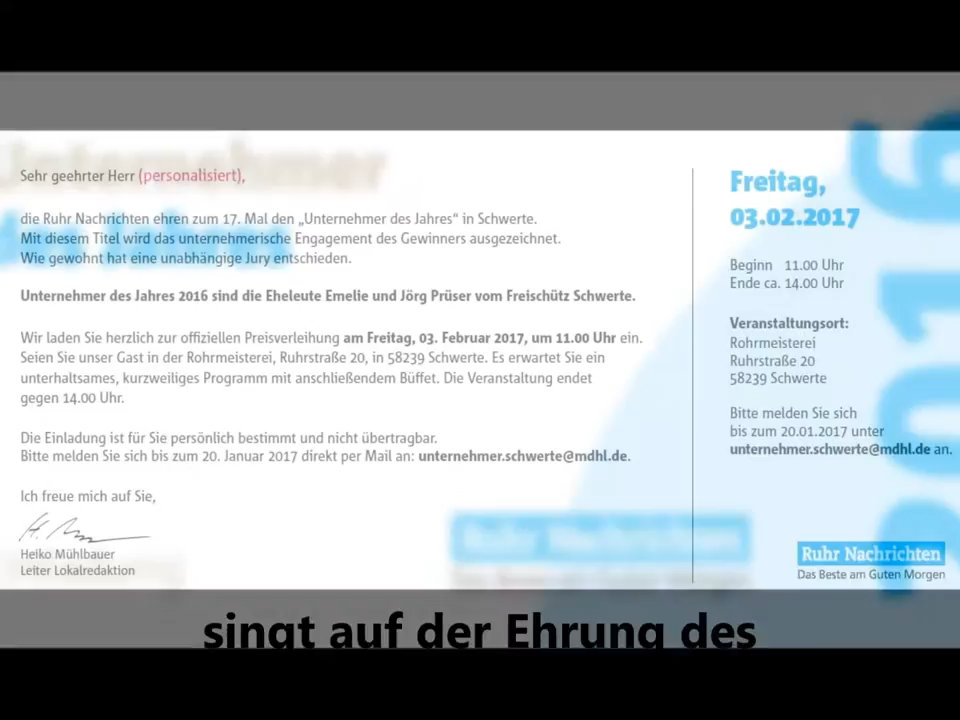 Unternehmer
2016
Sehr geehrter Herr (personalisiert),
die Ruhr Nachrichten ehren zum 17. Mal den „Unternehmer des Jahres“ in Schwerte.
Mit diesem Titel wird das unternehmerische Engagement des Gewinners ausgezeichnet.
Wie gewohnt hat eine unabhängige Jury entschieden.
Unternehmer des Jahres 2016 sind die Eheleute Emelie und Jörg Prüser vom Freischütz Schwerte.
Wir laden Sie herzlich zur offiziellen Preisverleihung am Freitag, 03. Februar 2017, um 11.00 Uhr ein.
Seien Sie unser Gast in der Rohrmeisterei, Ruhrstraße 20, in 58239 Schwerte. Es erwartet Sie ein
unterhaltsames, kurzweiliges Programm mit anschließendem Büffet. Die Veranstaltung endet
gegen 14.00 Uhr.
Die Einladung ist für Sie persönlich bestimmt und nicht übertragbar.
Bitte melden Sie sich bis zum 20. Januar 2017 direkt per Mail an: unternehmer.schwerte@mdhl.de.
Ich freue mich auf Sie,
Heiko Mühlbauer
Leiter Lokalredaktion
Freitag,
03.02.2017
Beginn 11.00 Uhr
Ende ca. 14.00 Uhr
Veranstaltungsort:
Rohrmeisterei
Ruhrstraße 20
58239 Schwerte
Bitte melden Sie sich
bis zum 20.01.2017 unter
unternehmer.schwerte@mdhl.de an.
Ruhr Nachrichten
Ruhr Nachrichten
Das Beste am Guten Morgen
singt auf der Ehrung des